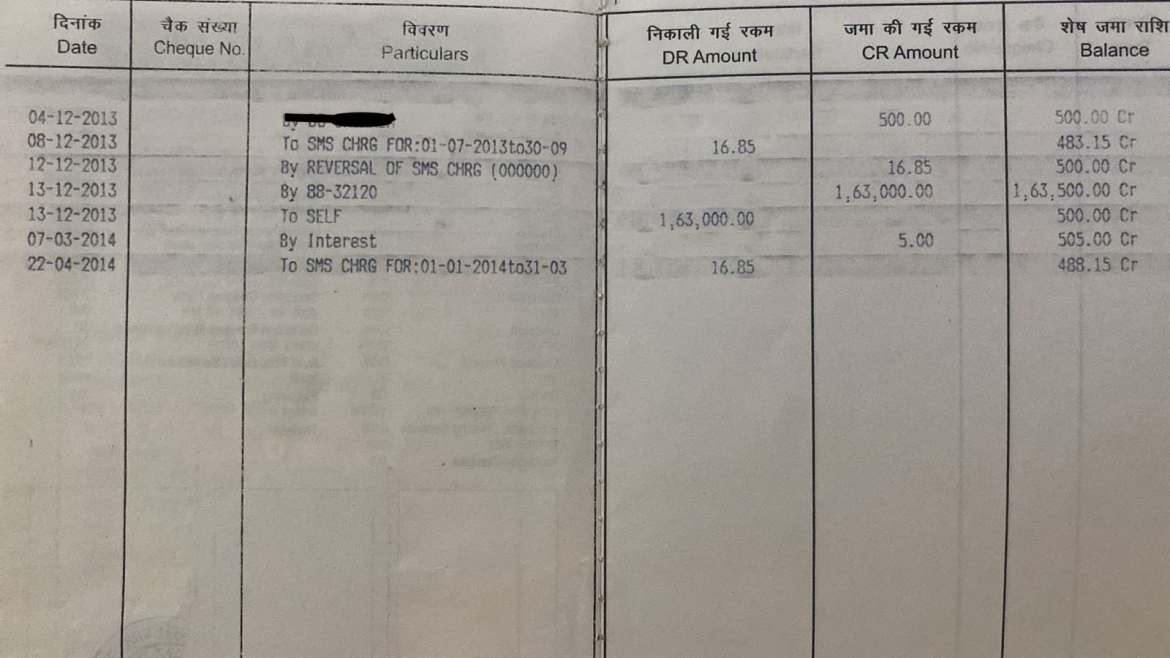 दिनांक चैक संख्या विवरण निकाली गई रकम जमा की गई रकम शेष जमा राशि
Date Cheque No. Particulars DR Amount CR Amount Balance
04-12-2013 500.00 500.00 Cr
08-12-2013 To SMS CHRG FOR:01-07-2013to30-09 16.85 483.15 Cr
12-12-2013 By REVERSAL OF SMS CHRG (000000) 16.85 500.00 Cr
13-12-2013 By 88-32120 1,63,000.00 1,63,500.00 Cr
13-12-2013 To SELF 1,63,000.00 500.00 Cr
07-03-2014 By Interest 5.00 505.00 Cr
22-04-2014 To SMS CHRG FOR:01-01-2014to31-03 16.85 488.15 Cr